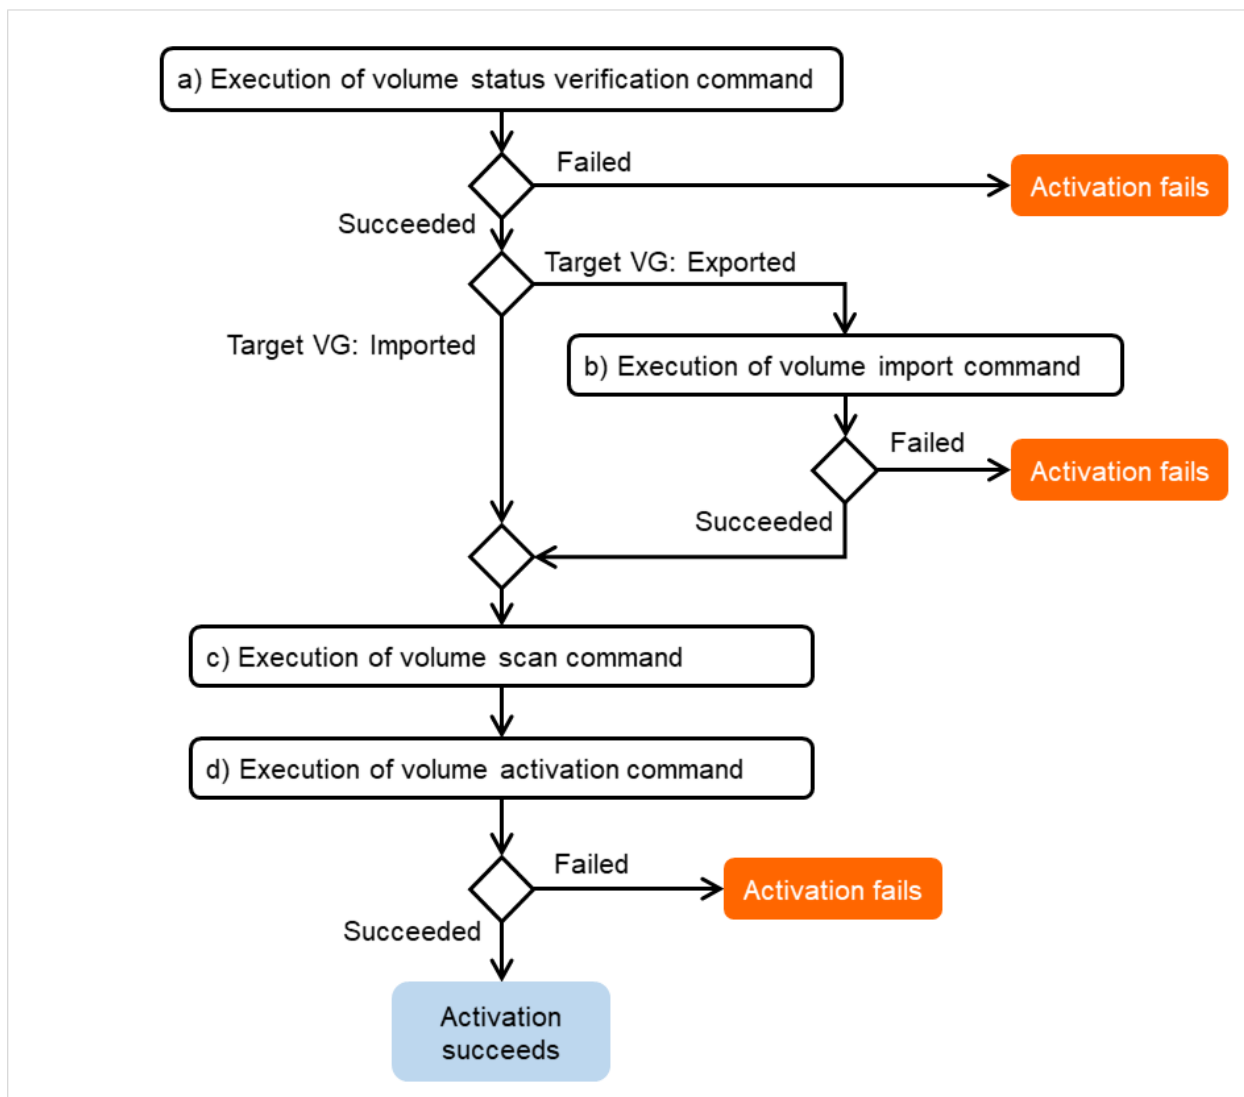 a) Execution of volume status verification command
Failed
Activation fails
Succeeded
Target VG: Exported
Target VG: Imported
b) Execution of volume import command
Failed
Activation fails
Succeeded
c) Execution of volume scan command
d) Execution of volume activation command
Failed
Activation fails
Succeeded
Activation
succeeds